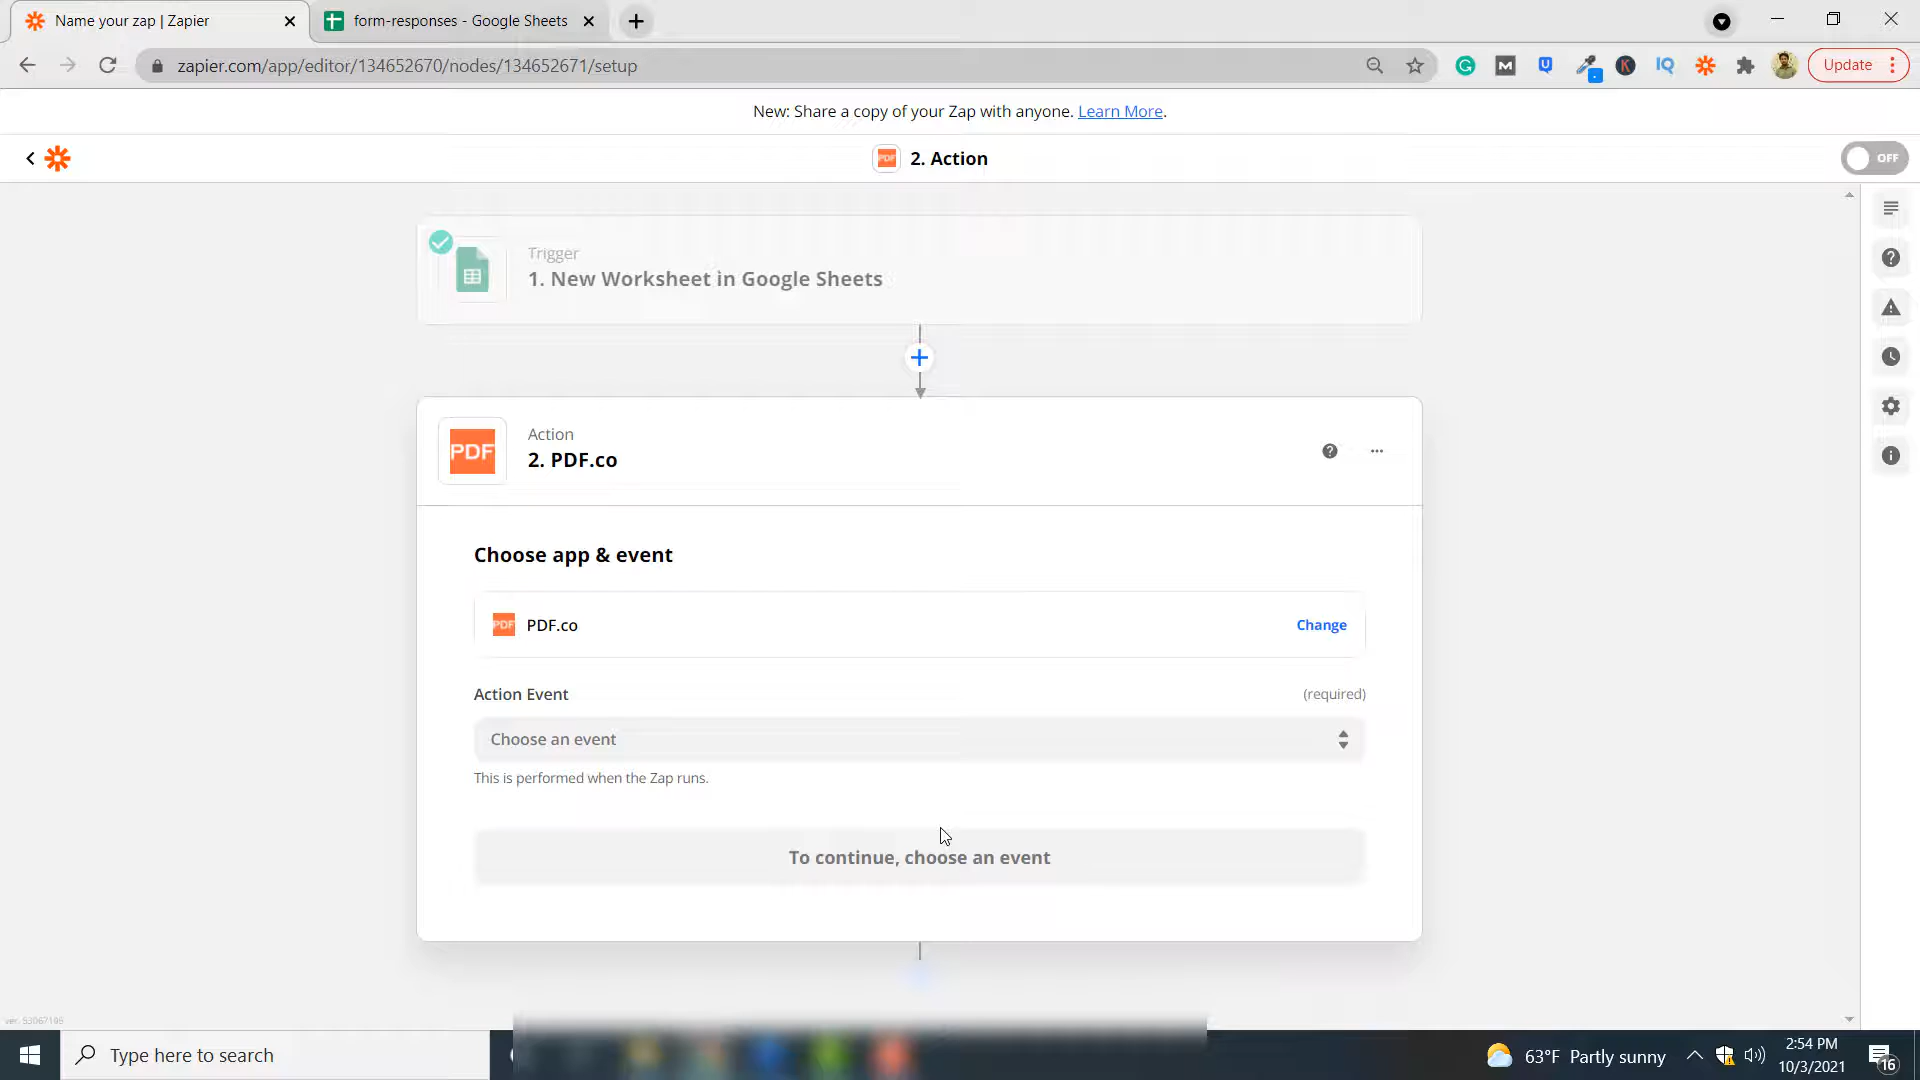 Name your zap | Zapier
form-responses - Google Sheets
zapier.com/app/editor/134652670/nodes/134652671/setup
Update
New: Share a copy of your Zap with anyone. Learn More.
2. Action
OFF
Trigger
1. New Worksheet in Google Sheets
PDF
Action
2. PDF.co
Choose app & event
PDF
PDF.co
Change
Action Event
(required)
Choose an event
This is performed when the Zap runs.
To continue, choose an event
ver. 53067195
Type here to search
63°F Partly sunny
2:54 PM
10/3/2021
16